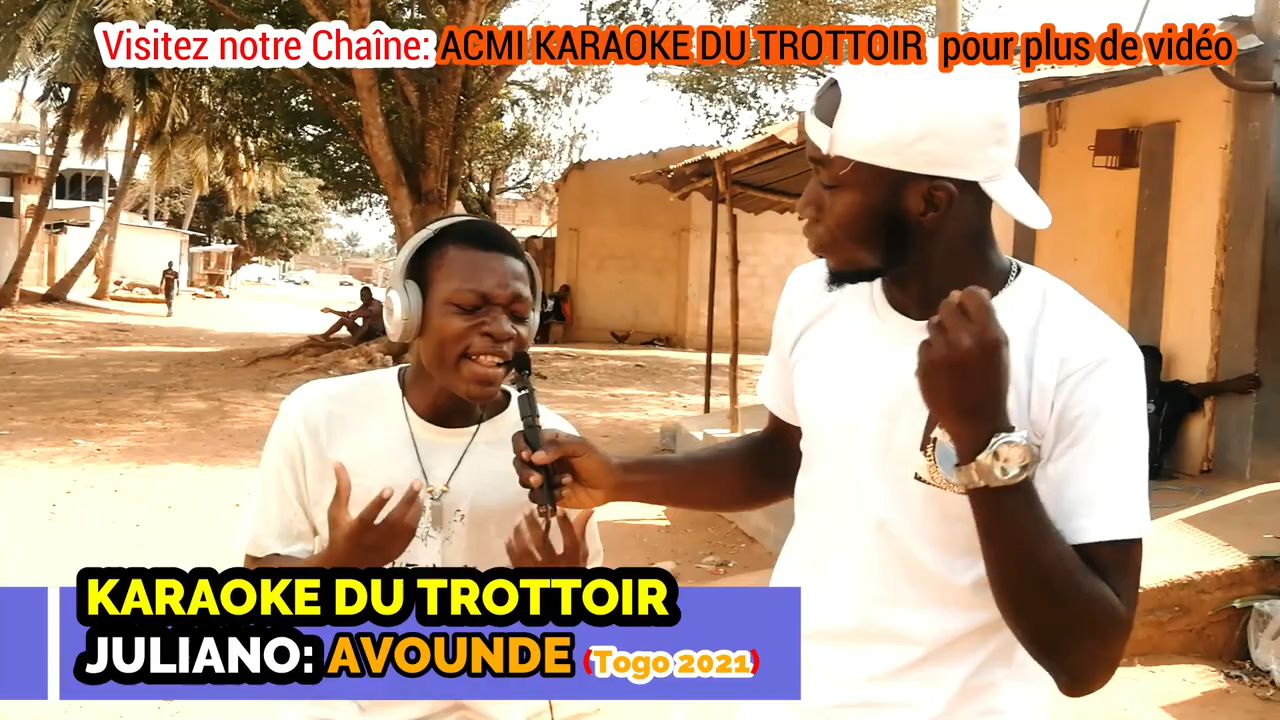 Visitez notre Chaîne: ACMI KARAOKE DU TROTTOIR pour plus de vidéo
KARAOKE DU TROTTOIR
JULIANO: AVOUNDE (Togo 2021)